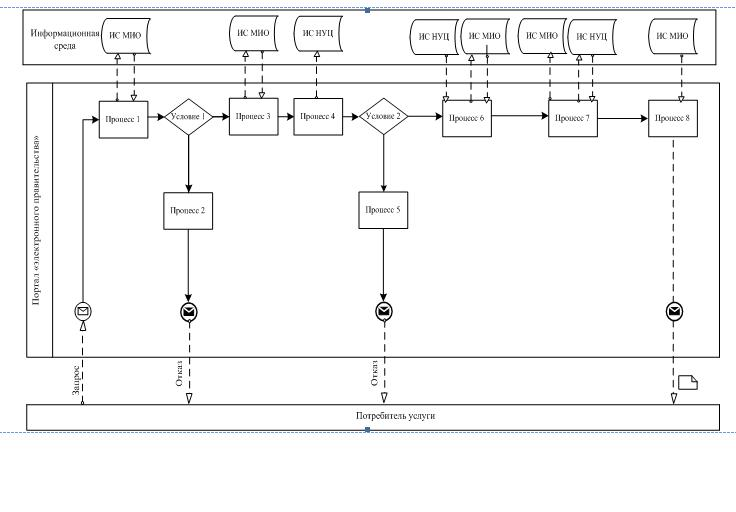 Информационная
среда
ИС МИО
ИС МИО
ИС НУЦ
ИС НУЦ
ИС МИО
ИС МИО
ИС НУЦ
ИС МИО
Портал «электронного правительства»
Процесс 1
Условие 1
Процесс 3
Процесс 4
Условие 2
Процесс 6
Процесс 7
Процесс 8
Процесс 2
Процесс 5
Запрос
Отказ
Отказ
Потребитель услуги